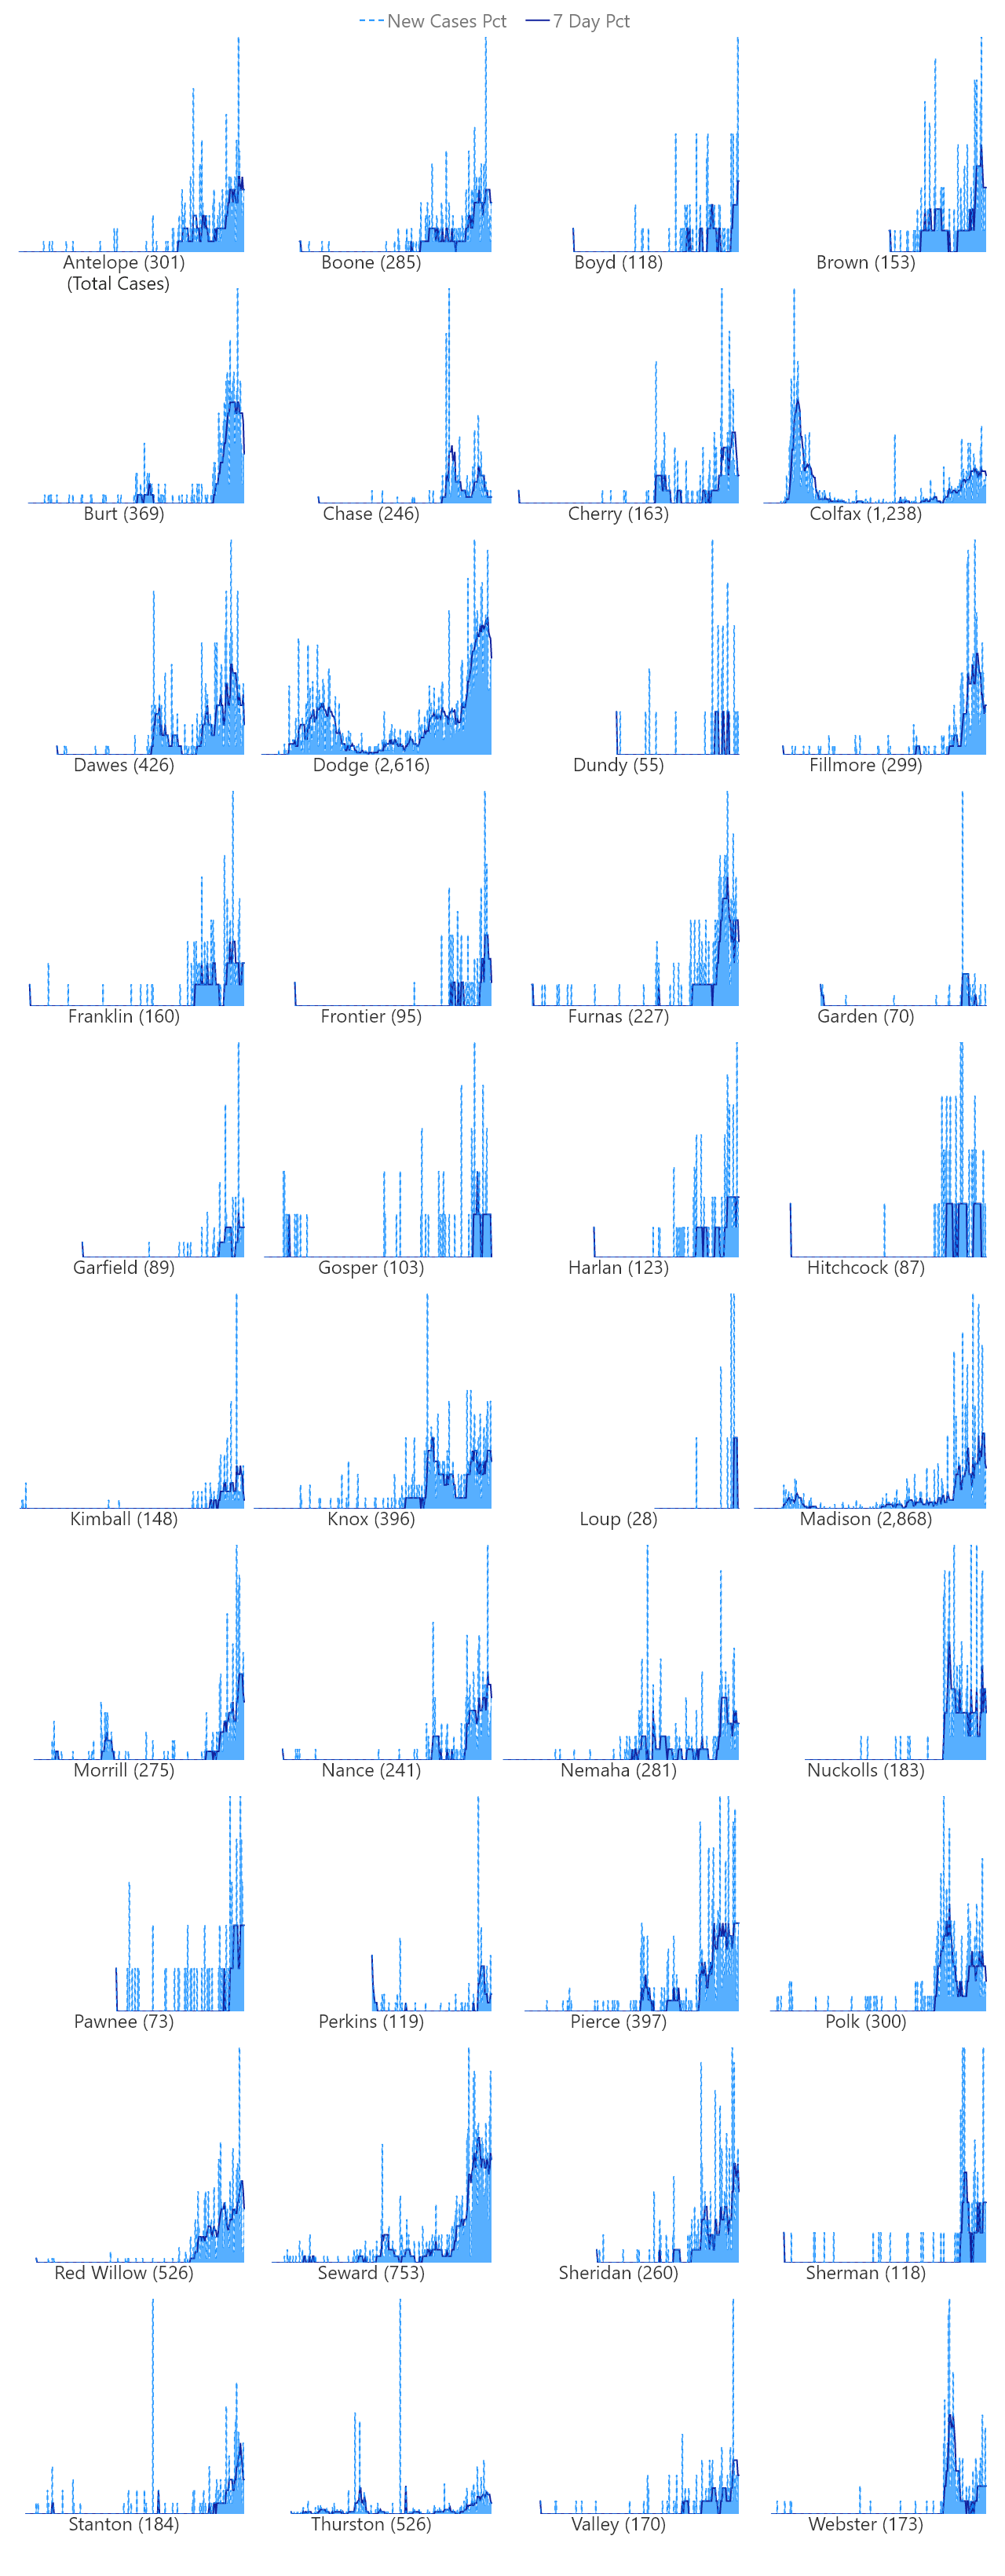 New Cases Pct 7 Day Pct
Antelope (301) Boone (285) Boyd (118) Brown (153)
(Total Cases)
Burt (369) Chase (246) Cherry (163) Colfax (1,238)
Dawes (426) Dodge (2,616) Dundy (55) Fillmore (299)
Franklin (160) Frontier (95) Furnas (227) Garden (70)
Garfield (89) Gosper (103) Harlan (123) Hitchcock (87)
Kimball (148) Knox (396) Loup (28) Madison (2,868)
Morrill (275) Nance (241) Nemaha (281) Nuckolls (183)
Pawnee (73) Perkins (119) Pierce (397) Polk (300)
Red Willow (526) Seward (753) Sheridan (260) Sherman (118)
Stanton (184) Thurston (526) Valley (170) Webster (173)